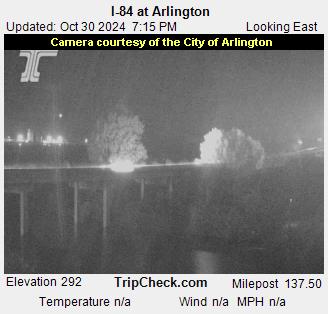 I-84 at Arlington
Updated: Oct 30 2024 7:15 PM Looking East
Camera courtesy of the City of Arlington
Elevation 292 TripCheck.com Milepost 137.50
Temperature n/a Wind n/a MPH n/a